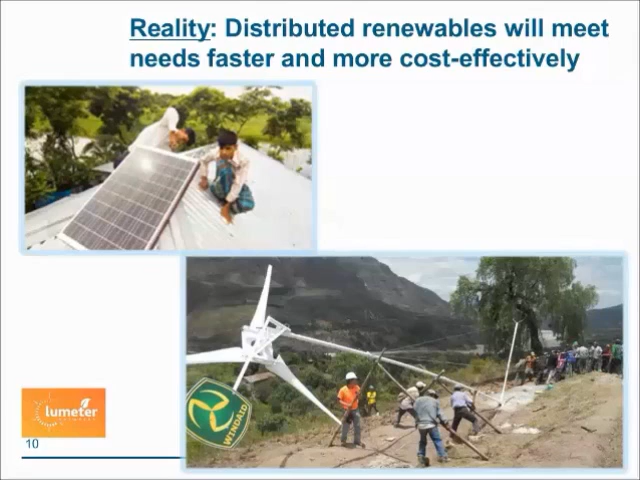 Reality: Distributed renewables will meet
needs faster and more cost-effectively
lumeter
WINDAID
10